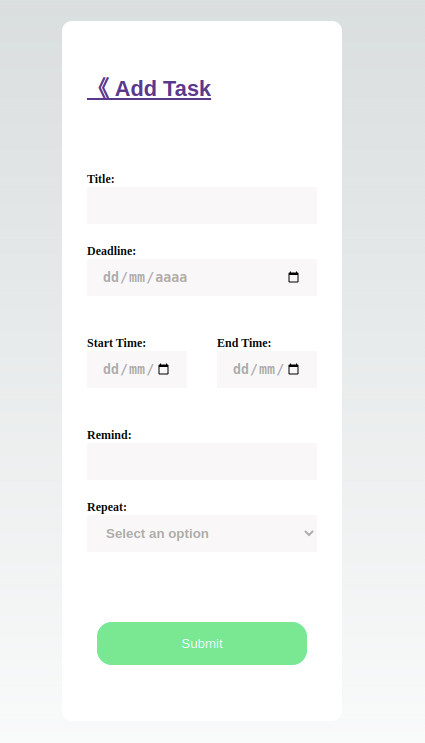 《 Add Task
Title:
Deadline:
dd/mm/aaaa
Start Time: End Time:
dd/mm/ dd/mm/
Remind:
Repeat:
Select an option
Submit